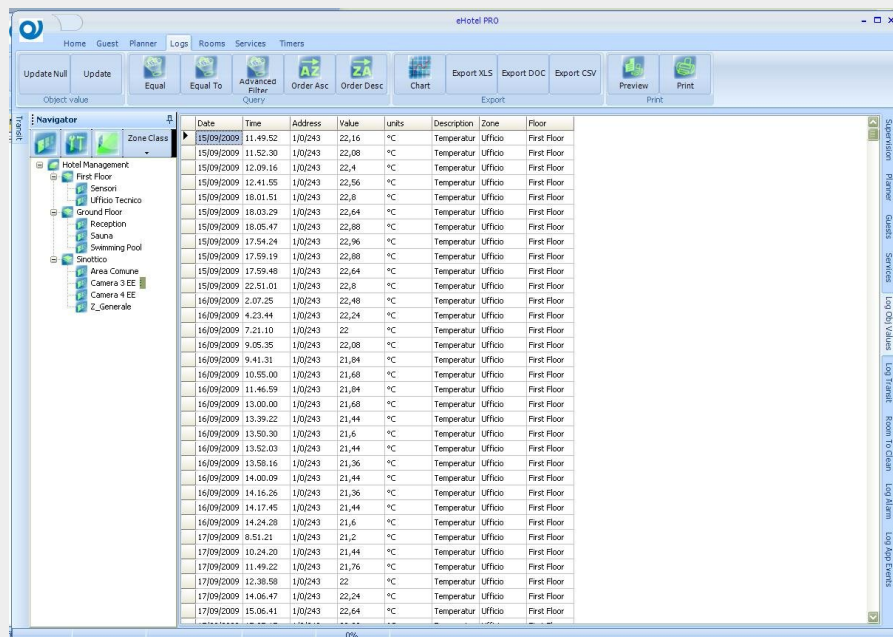 eHotel PRO
Home Guest Planner Logs Rooms Services Timers
Update Null Update Equal Equal To Advanced Filter Order Asc Order Desc Chart Export XLS Export DOC Export CSV Preview Print
Object value Query Export Print
Transit
Navigator
Zone Class
Hotel Management
First Floor
Sensori
Ufficio Tecnico
Ground Floor
Reception
Sauna
Swimming Pool
Sinottico
Area Comune
Camera 3 EE
Camera 4 EE
Z_Generale
Date Time Address Value units Description Zone Floor
15/09/2009 11.49.52 1/0/243 22,16 °C Temperatur Ufficio First Floor
15/09/2009 11.52.30 1/0/243 22,08 °C Temperatur Ufficio First Floor
15/09/2009 12.09.16 1/0/243 22,4 °C Temperatur Ufficio First Floor
15/09/2009 12.41.55 1/0/243 22,56 °C Temperatur Ufficio First Floor
15/09/2009 18.01.51 1/0/243 22,8 °C Temperatur Ufficio First Floor
15/09/2009 18.03.29 1/0/243 22,64 °C Temperatur Ufficio First Floor
15/09/2009 18.05.47 1/0/243 22,88 °C Temperatur Ufficio First Floor
15/09/2009 17.54.24 1/0/243 22,96 °C Temperatur Ufficio First Floor
15/09/2009 17.59.19 1/0/243 22,88 °C Temperatur Ufficio First Floor
15/09/2009 17.59.48 1/0/243 22,64 °C Temperatur Ufficio First Floor
15/09/2009 22.51.01 1/0/243 22,8 °C Temperatur Ufficio First Floor
16/09/2009 2.07.25 1/0/243 22,48 °C Temperatur Ufficio First Floor
16/09/2009 4.23.44 1/0/243 22,24 °C Temperatur Ufficio First Floor
16/09/2009 7.21.10 1/0/243 22 °C Temperatur Ufficio First Floor
16/09/2009 9.05.35 1/0/243 22,08 °C Temperatur Ufficio First Floor
16/09/2009 9.41.31 1/0/243 21,84 °C Temperatur Ufficio First Floor
16/09/2009 10.55.00 1/0/243 21,68 °C Temperatur Ufficio First Floor
16/09/2009 11.46.59 1/0/243 21,84 °C Temperatur Ufficio First Floor
16/09/2009 13.00.00 1/0/243 21,68 °C Temperatur Ufficio First Floor
16/09/2009 13.39.22 1/0/243 21,44 °C Temperatur Ufficio First Floor
16/09/2009 13.50.30 1/0/243 21,6 °C Temperatur Ufficio First Floor
16/09/2009 13.52.03 1/0/243 21,44 °C Temperatur Ufficio First Floor
16/09/2009 13.58.16 1/0/243 21,36 °C Temperatur Ufficio First Floor
16/09/2009 14.00.09 1/0/243 21,44 °C Temperatur Ufficio First Floor
16/09/2009 14.16.26 1/0/243 21,36 °C Temperatur Ufficio First Floor
16/09/2009 14.17.45 1/0/243 21,44 °C Temperatur Ufficio First Floor
16/09/2009 14.24.28 1/0/243 21,6 °C Temperatur Ufficio First Floor
17/09/2009 8.51.21 1/0/243 21,2 °C Temperatur Ufficio First Floor
17/09/2009 10.24.20 1/0/243 21,44 °C Temperatur Ufficio First Floor
17/09/2009 11.49.22 1/0/243 21,76 °C Temperatur Ufficio First Floor
17/09/2009 12.38.58 1/0/243 22 °C Temperatur Ufficio First Floor
17/09/2009 14.06.47 1/0/243 22,24 °C Temperatur Ufficio First Floor
17/09/2009 15.06.41 1/0/243 22,64 °C Temperatur Ufficio First Floor
Supervision
Planner
Guests
Services
Log Obj Values
Log Transit
Room To Clean
Log Alarm
Log App Events
0%